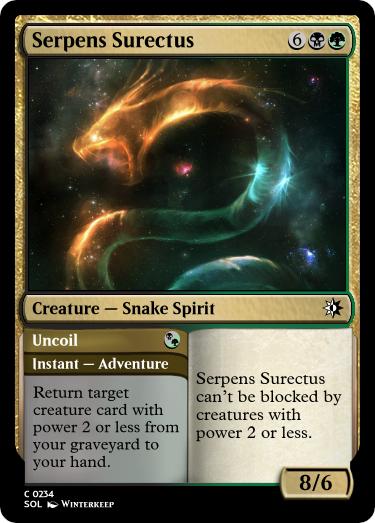 Serpens Surectus 6
Creature — Snake Spirit
Uncoil
Instant — Adventure
Return target
creature card with
power 2 or less from
your graveyard to
your hand.
Serpens Surectus
can't be blocked by
creatures with
power 2 or less.
8/6
C 0234
SOL Winterkeep